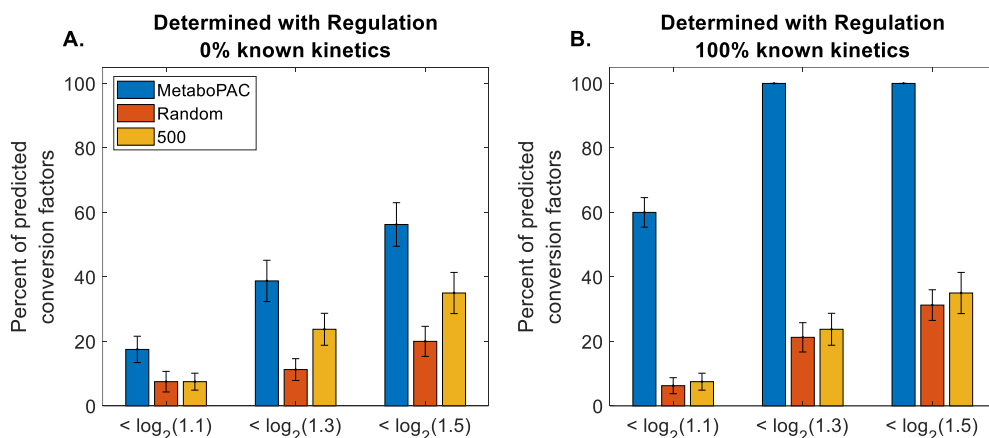 A.
Determined with Regulation
0% known kinetics
Percent of predicted
conversion factors
100
80
60
40
20
0
MetaboPAC
Random
500
< log2(1.1)
< log2(1.3)
< log2(1.5)
B.
Determined with Regulation
100% known kinetics
Percent of predicted
conversion factors
100
80
60
40
20
0
< log2(1.1)
< log2(1.3)
< log2(1.5)